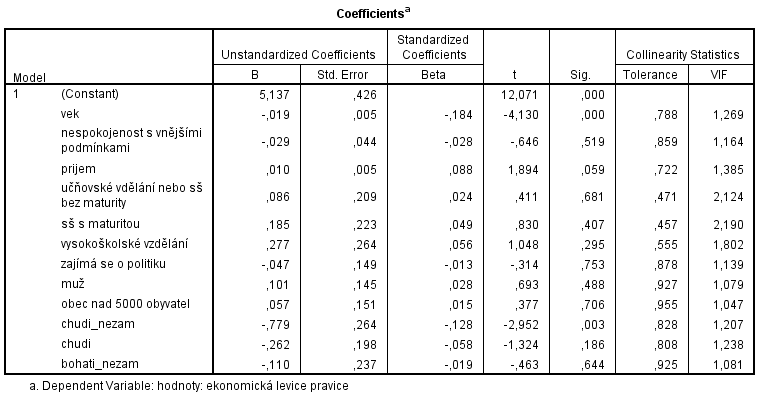 Coefficientsa
Unstandardized Coefficients Standardized Coefficients Collinearity Statistics
Model B Std. Error Beta t Sig. Tolerance VIF
1 (Constant) 5,137 ,426 12,071 ,000
vek -,019 ,005 -,184 -4,130 ,000 ,788 1,269
nespokojenost s vnějšími podmínkami -,029 ,044 -,028 -,646 ,519 ,859 1,164
prijem ,010 ,005 ,088 1,894 ,059 ,722 1,385
učňovské vdělání nebo sš bez maturity ,086 ,209 ,024 ,411 ,681 ,471 2,124
sš s maturitou ,185 ,223 ,049 ,830 ,407 ,457 2,190
vysokoškolské vzdělání ,277 ,264 ,056 1,048 ,295 ,555 1,802
zajímá se o politiku -,047 ,149 -,013 -,314 ,753 ,878 1,139
muž ,101 ,145 ,028 ,693 ,488 ,927 1,079
obec nad 5000 obyvatel ,057 ,151 ,015 ,377 ,706 ,955 1,047
chudi_nezam -,779 ,264 -,128 -2,952 ,003 ,828 1,207
chudi -,262 ,198 -,058 -1,324 ,186 ,808 1,238
bohati_nezam -,110 ,237 -,019 -,463 ,644 ,925 1,081
a. Dependent Variable: hodnoty: ekonomická levice pravice